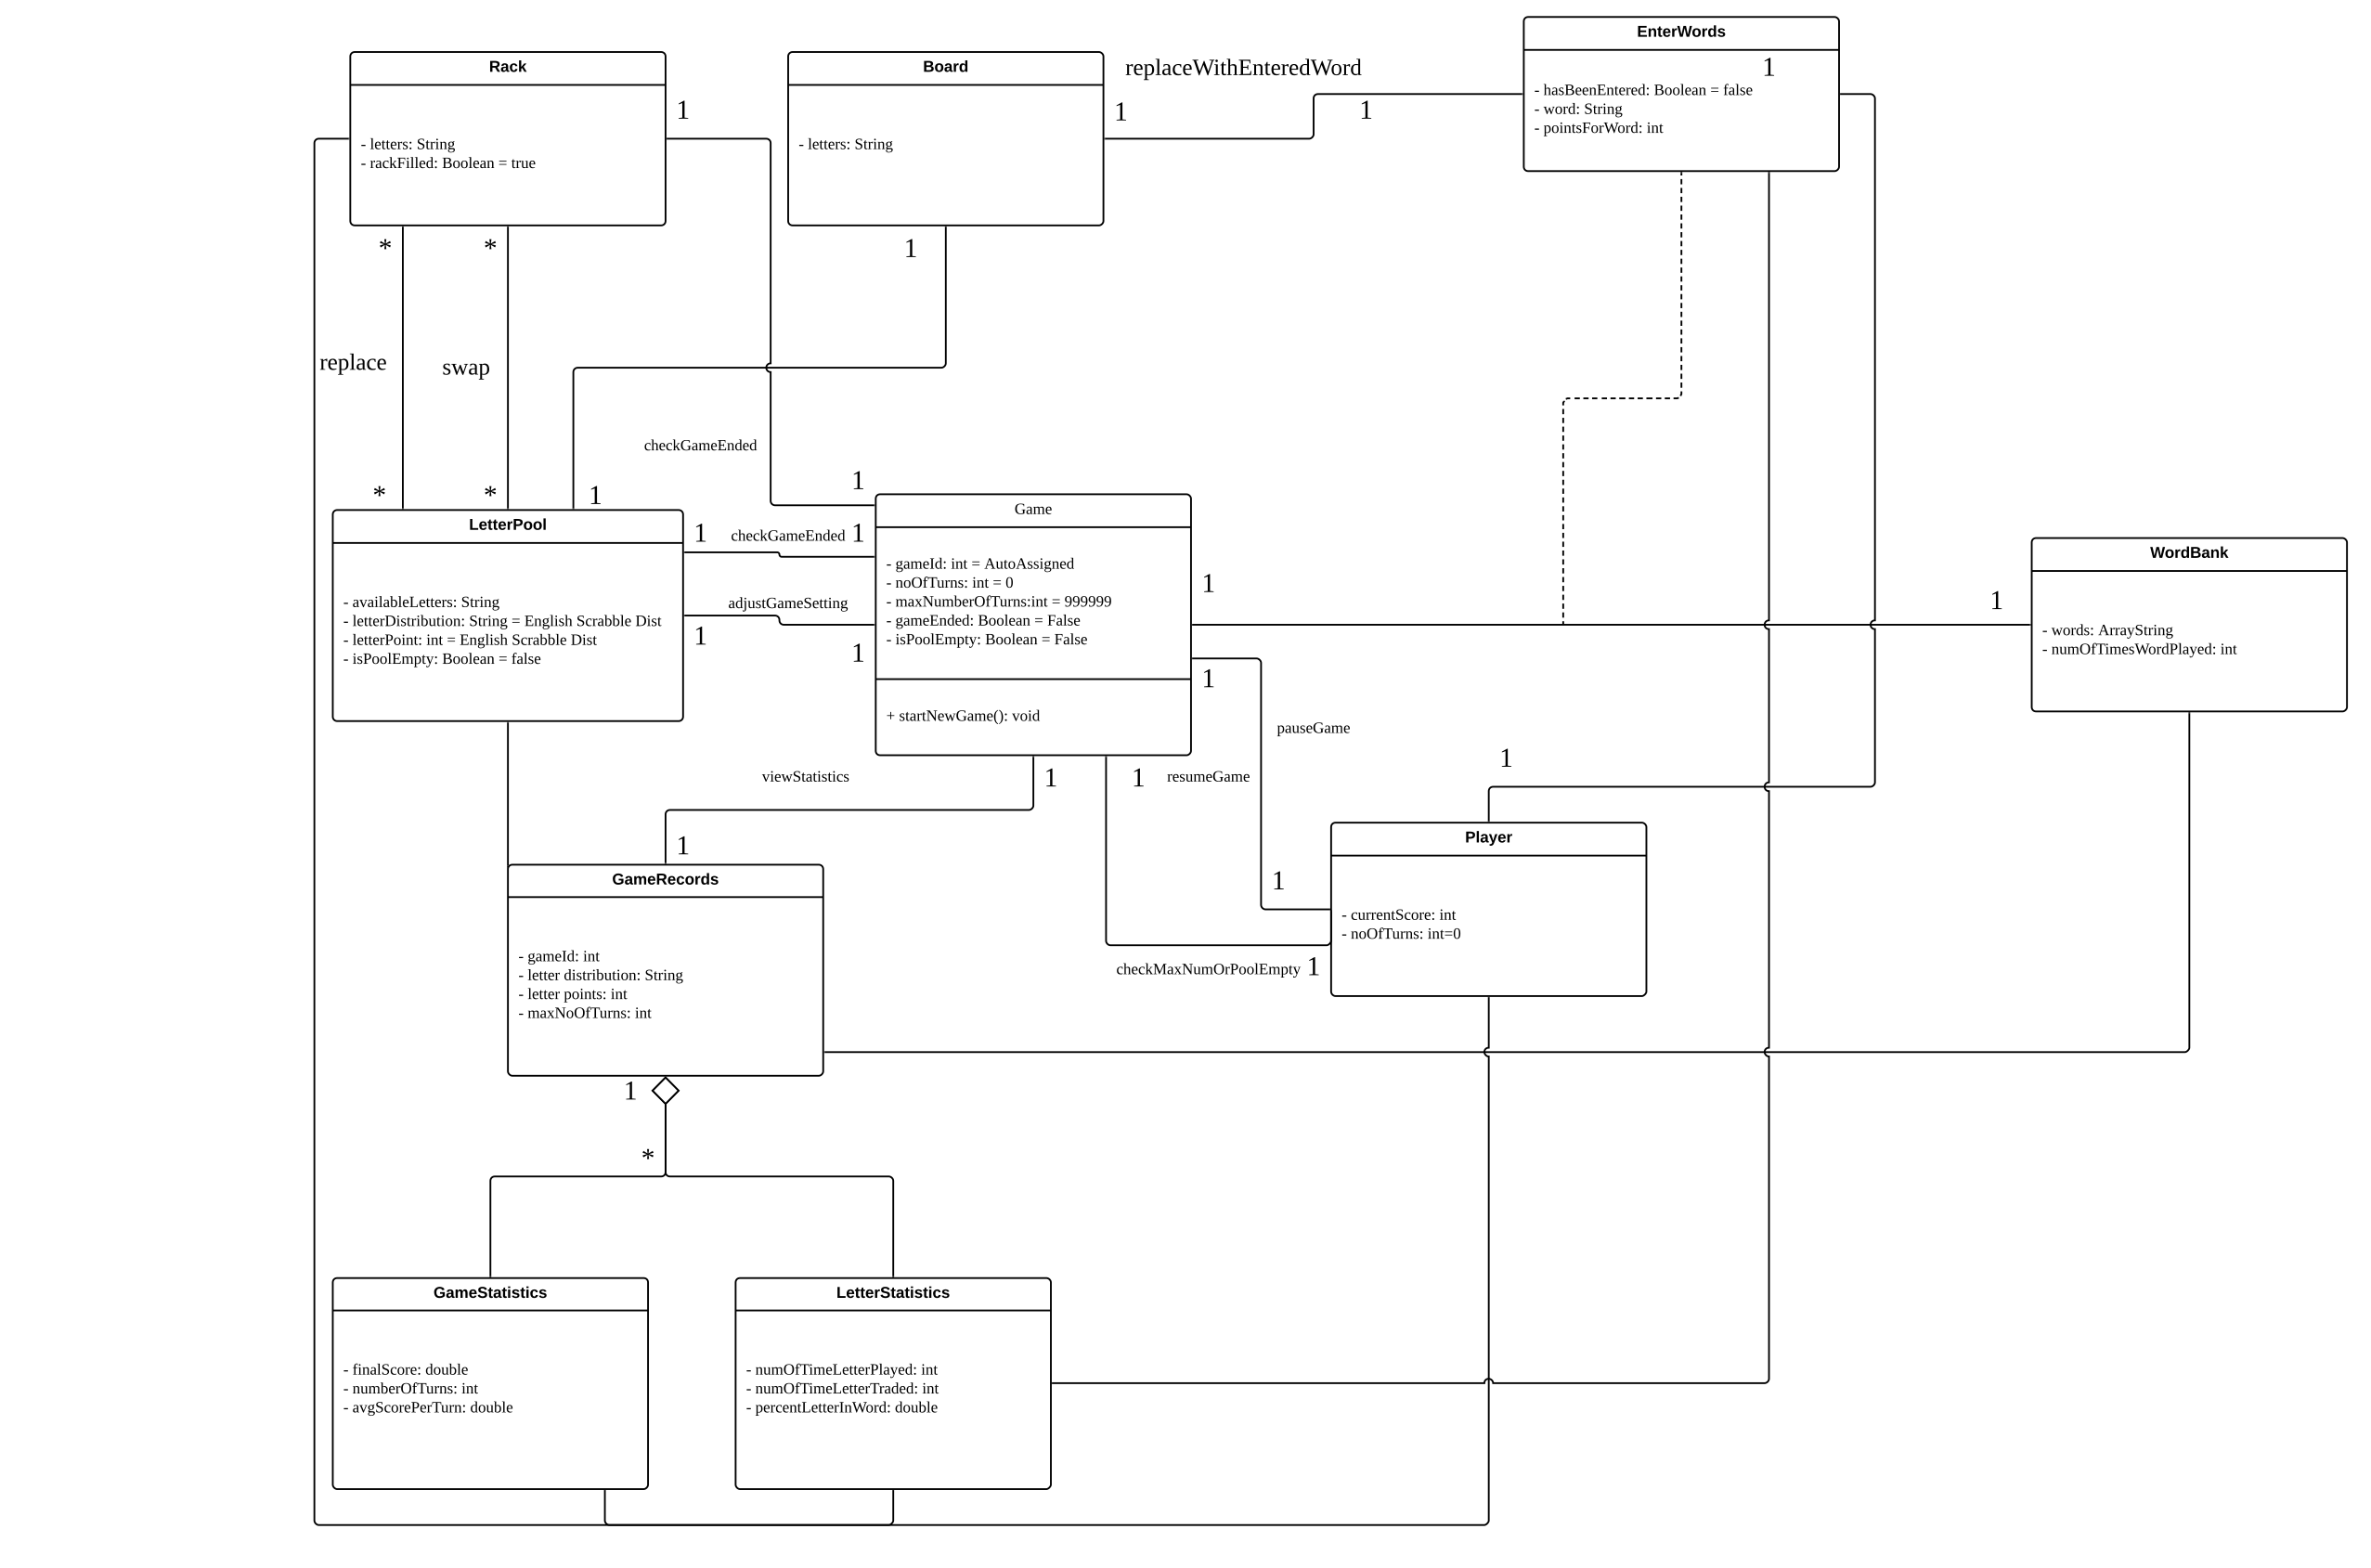 EnterWords
1
- hasBeenEntered: Boolean = false
- word: String
- pointsForWord: int
Rack
- letters: String
- rackFilled: Boolean = true
1
Board
- letters: String
replaceWithEnteredWord
1
1
*
*
1
replace
swap
checkGameEnded
*
*
1
1
LetterPool
- availableLetters: String
- letterDistribution: String = English Scrabble Dist
- letterPoint: int = English Scrabble Dist
- isPoolEmpty: Boolean = false
1
checkGameEnded
1
adjustGameSetting
1
1
Game
- gameId: int = AutoAssigned
- noOfTurns: int = 0
- maxNumberOfTurns:int = 999999
- gameEnded: Boolean = False
- isPoolEmpty: Boolean = False
+ startNewGame(): void
1
1
1
WordBank
- words: ArrayString
- numOfTimesWordPlayed: int
pauseGame
1
viewStatistics
1
1
resumeGame
1
1
Player
- currentScore: int
- noOfTurns: int=0
checkMaxNumOrPoolEmpty
1
GameRecords
- gameId: int
- letter distribution: String
- letter points: int
- maxNoOfTurns: int
1
*
GameStatistics
- finalScore: double
- numberOfTurns: int
- avgScorePerTurn: double
LetterStatistics
- numOfTimeLetterPlayed: int
- numOfTimeLetterTraded: int
- percentLetterInWord: double